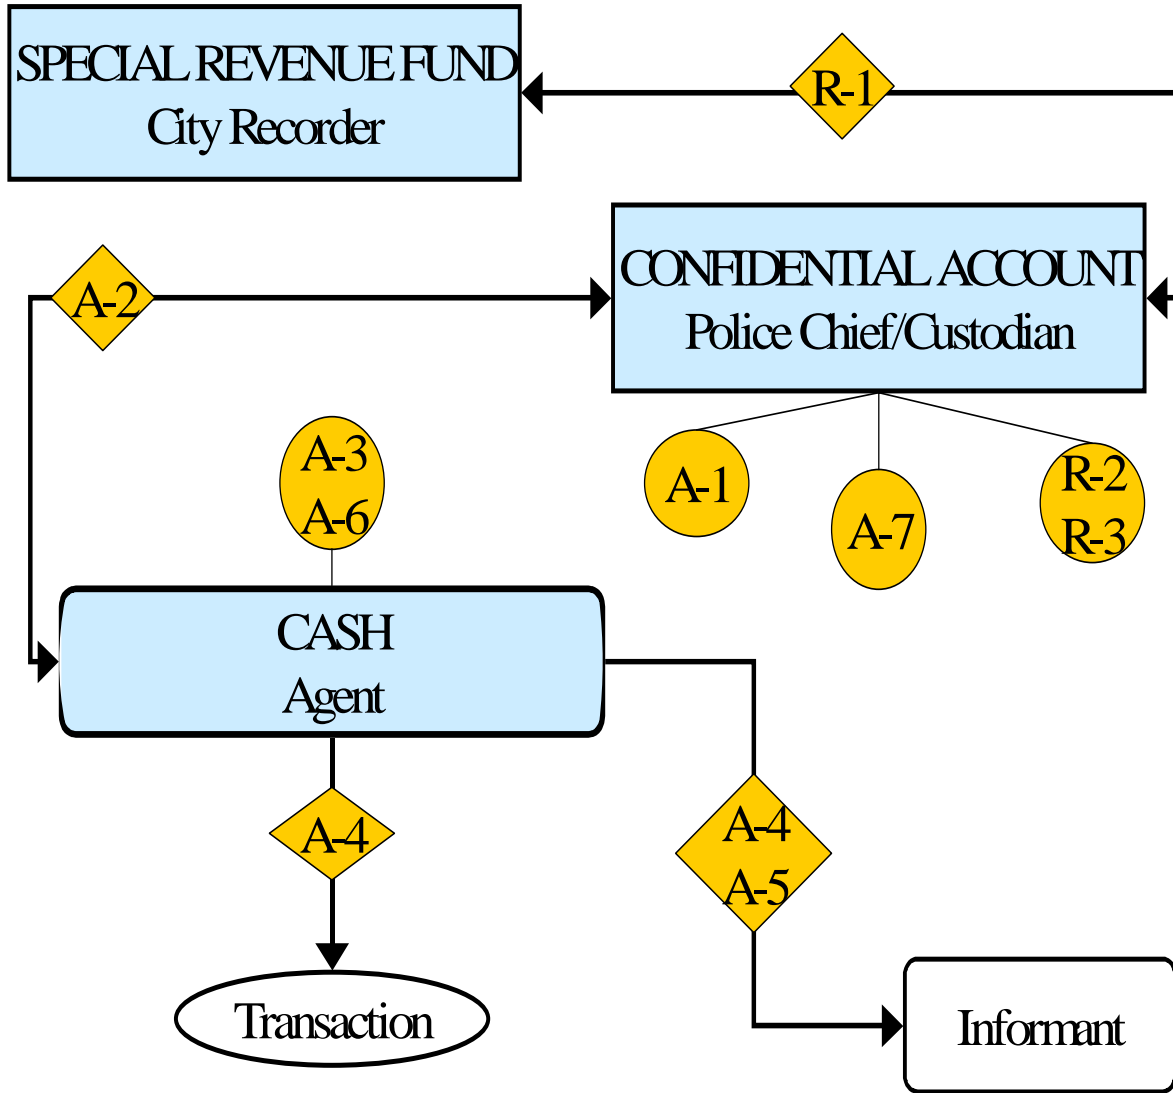 SPECIAL REVENUE FUND
City Recorder
R-1
CONFIDENTIAL ACCOUNT
Police Chief/Custodian
A-2
A-3
A-6
A-1
A-7
R-2
R-3
CASH
Agent
A-4
A-4
A-5
Transaction
Informant